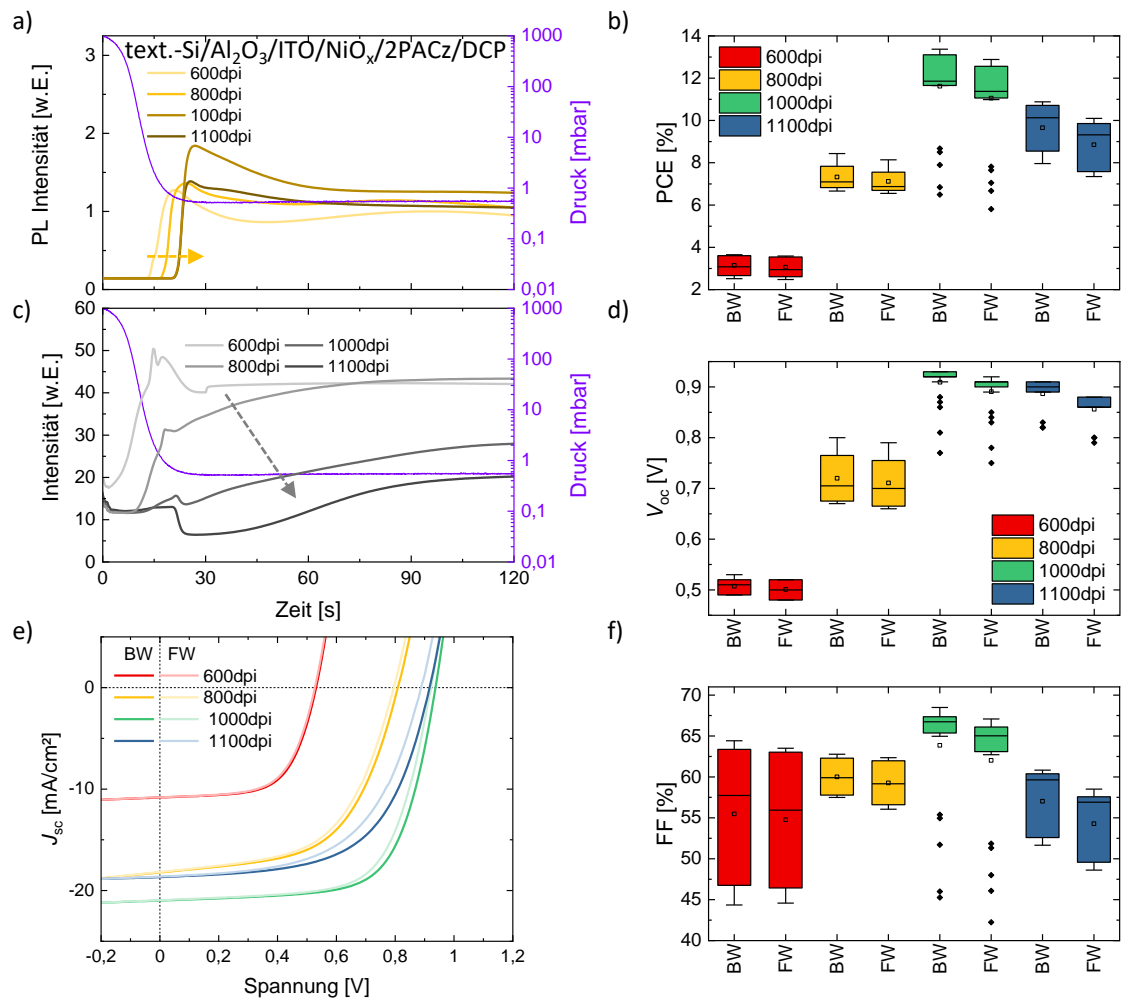 a)
text.-Si/Al₂O₃/ITO/NiOₓ/2PACz/DCP
600dpi
800dpi
100dpi
1100dpi
PL Intensität [w.E.]
3
2
1
0
1000
100
10
1
0,1
0,01
Druck [mbar]
b)
600dpi
800dpi
1000dpi
1100dpi
PCE [%]
14
12
10
8
6
4
2
BW
FW
BW
FW
BW
FW
BW
FW
c)
600dpi
800dpi
1000dpi
1100dpi
Intensität [w.E.]
60
50
40
30
20
10
0
1000
100
10
1
0,1
0,01
Druck [mbar]
0
30
60
90
120
Zeit [s]
d)
600dpi
800dpi
1000dpi
1100dpi
Voc [V]
0,9
0,8
0,7
0,6
0,5
BW
FW
BW
FW
BW
FW
BW
FW
e)
BW FW
600dpi
800dpi
1000dpi
1100dpi
Jsc [mA/cm²]
0
-10
-20
-0,2
0
0,2
0,4
0,6
0,8
1
1,2
Spannung [V]
f)
FF [%]
70
65
60
55
50
45
40
BW
FW
BW
FW
BW
FW
BW
FW